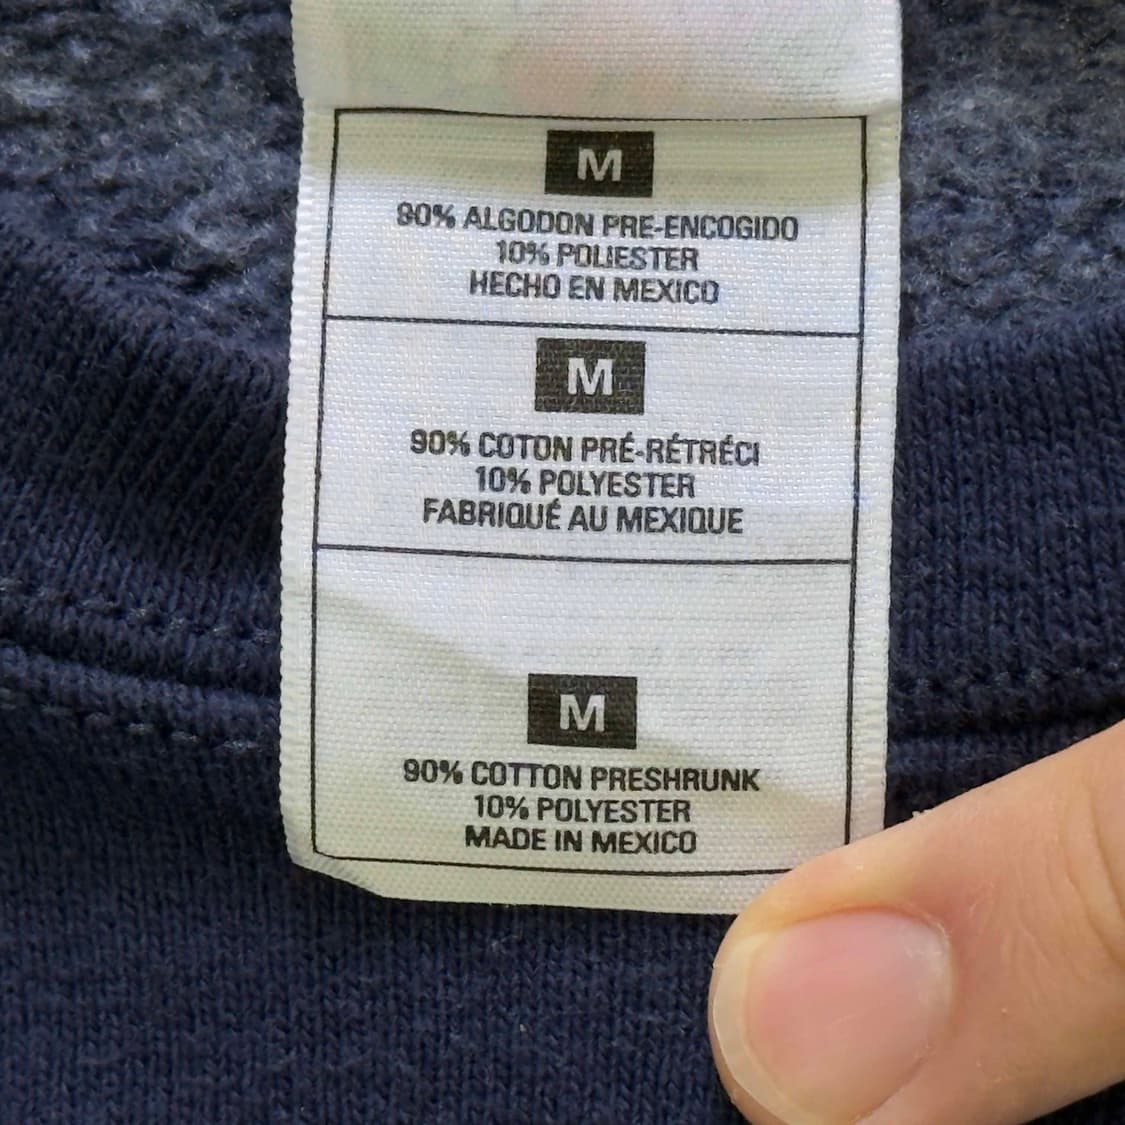 M
90% ALGODON PRE-ENCOGIDO
10% POLIESTER
HECHO EN MEXICO
M
90% COTON PRÉ-RÉTRÉCI
10% POLYESTER
FABRIQUÉ AU MEXIQUE
M
90% COTTON PRESHRUNK
10% POLYESTER
MADE IN MEXICO